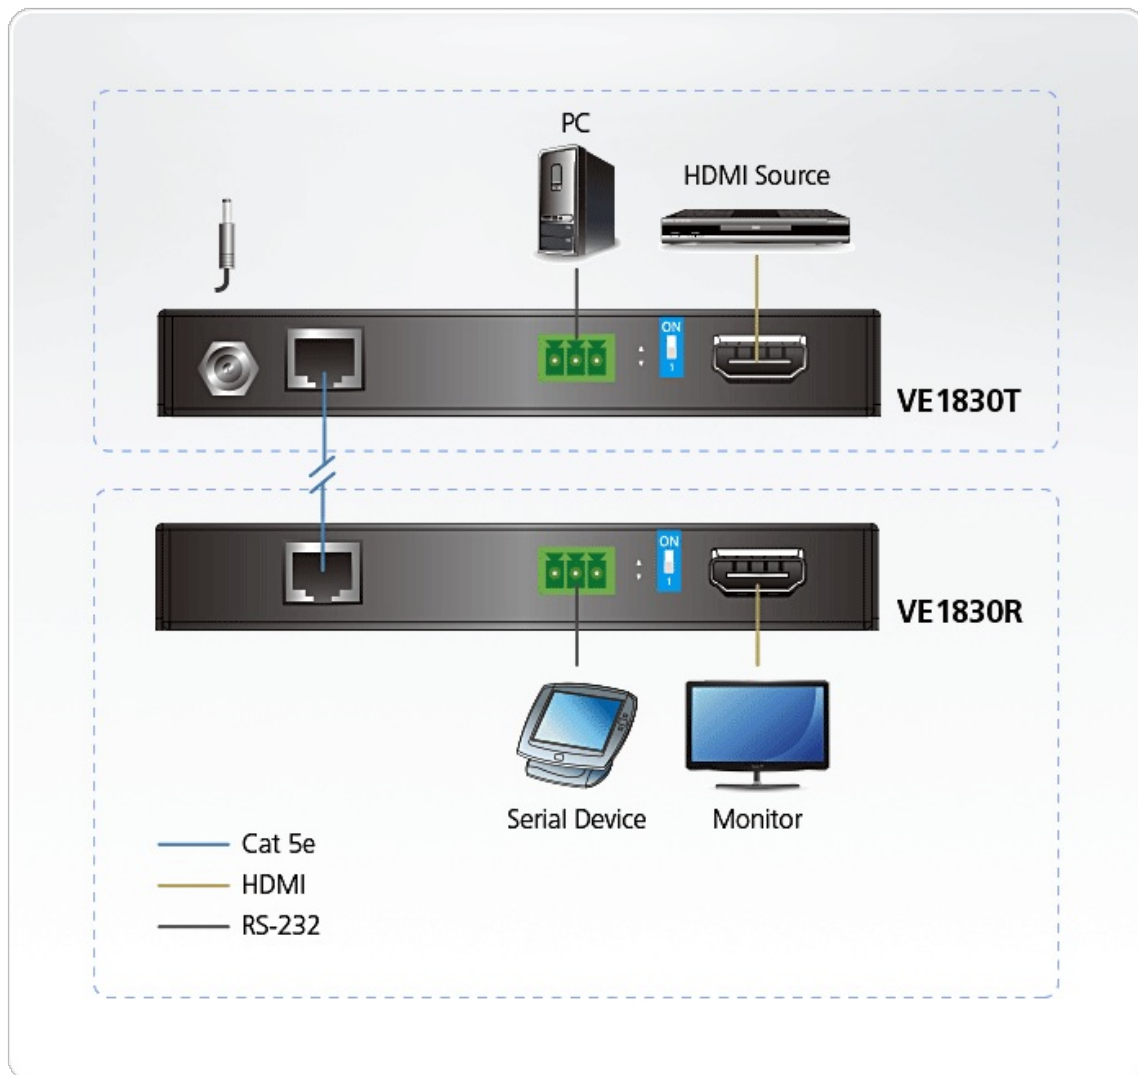 PC
HDMI Source
ON
1
VE1830T
ON
1
VE1830R
Serial Device
Monitor
Cat 5e
HDMI
RS-232